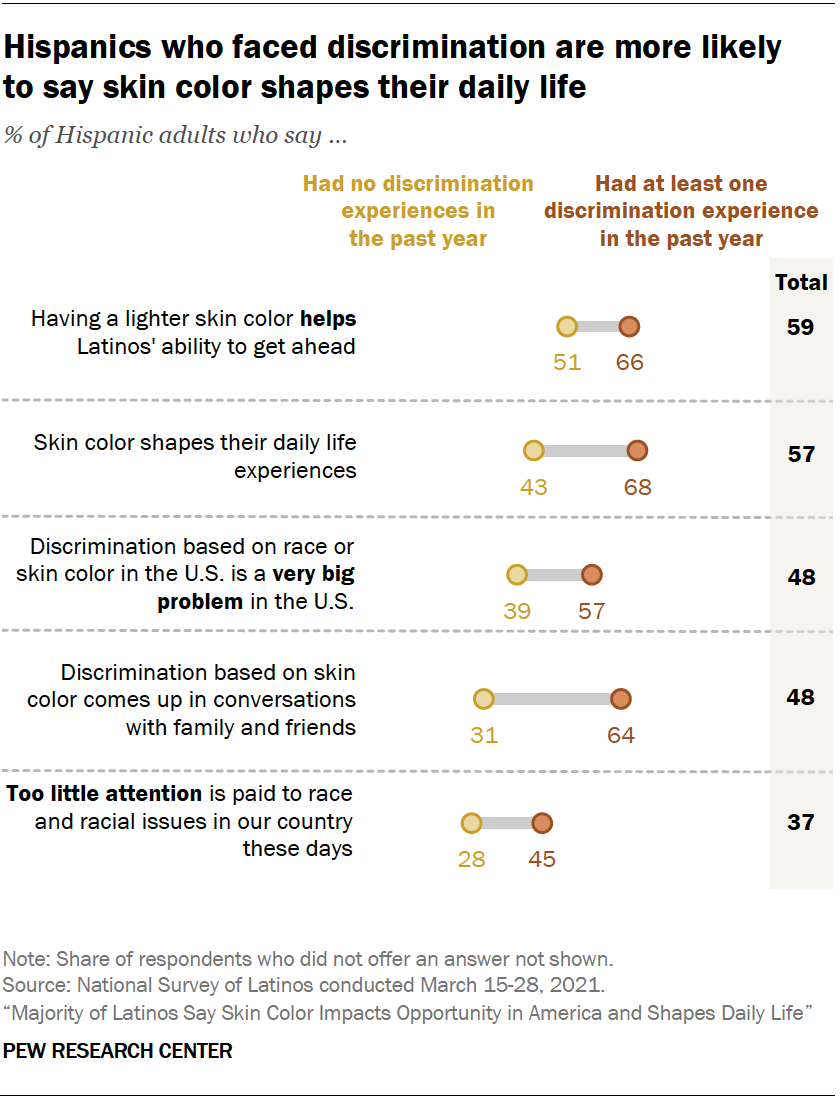 Hispanics who faced discrimination are more likely
to say skin color shapes their daily life
% of Hispanic adults who say ...
Had no discrimination
experiences in
the past year
Had at least one
discrimination experience
in the past year
Total
Having a lighter skin color helps
Latinos' ability to get ahead
51 66
59
Skin color shapes their daily life
experiences
43 68
57
Discrimination based on race or
skin color in the U.S. is a very big
problem in the U.S.
39 57
48
Discrimination based on skin
color comes up in conversations
with family and friends
31 64
48
Too little attention is paid to race
and racial issues in our country
these days
28 45
37
Note: Share of respondents who did not offer an answer not shown.
Source: National Survey of Latinos conducted March 15-28, 2021.
“Majority of Latinos Say Skin Color Impacts Opportunity in America and Shapes Daily Life”
PEW RESEARCH CENTER